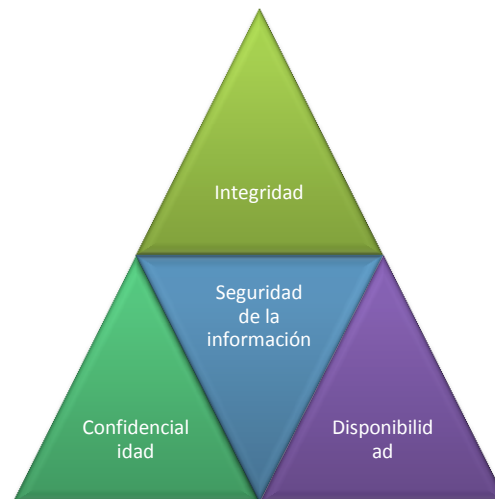 Integridad
Seguridad
de la
información
Confidencial
idad
Disponibilid
ad